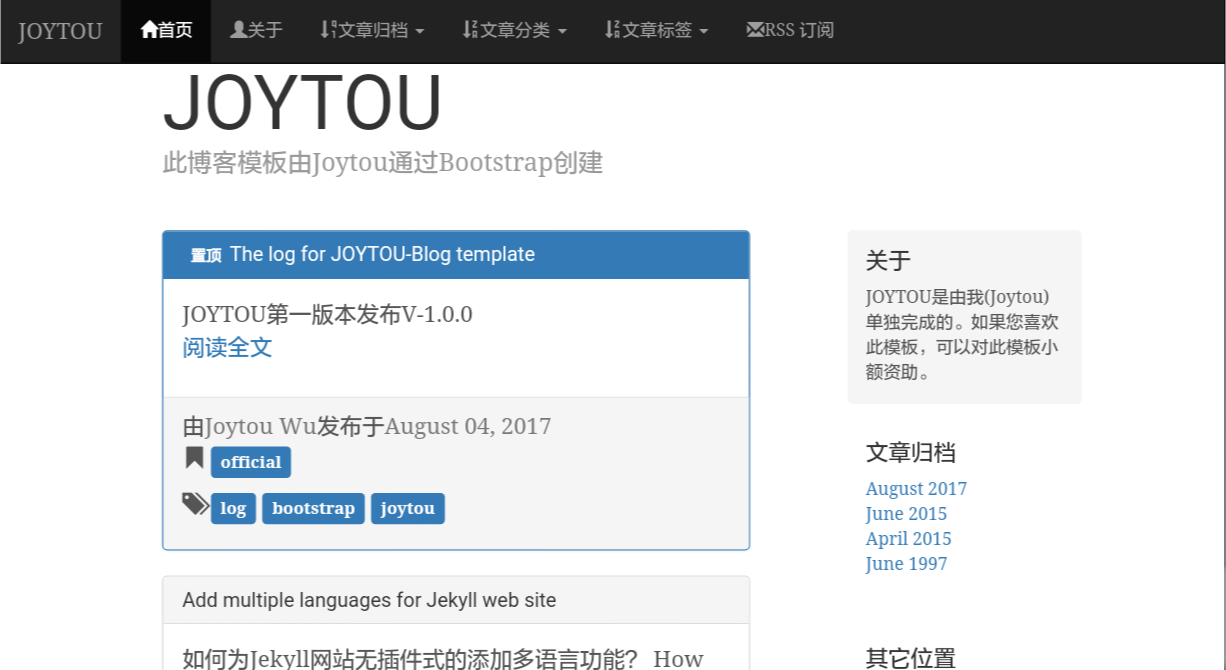 JOYTOU 首页 关于 文章归档 文章分类 文章标签 RSS 订阅
JOYTOU
此博客模板由Joytou通过Bootstrap创建
置顶 The log for JOYTOU-Blog template
JOYTOU第一版本发布V-1.0.0
阅读全文
由Joytou Wu发布于August 04, 2017
official
log bootstrap joytou
Add multiple languages for Jekyll web site
如何为Jekyll网站无插件式的添加多语言功能? How
关于
JOYTOU是由我(Joytou)
单独完成的。如果您喜欢
此模板，可以对此模板小
额资助。
文章归档
August 2017
June 2015
April 2015
June 1997
其它位置